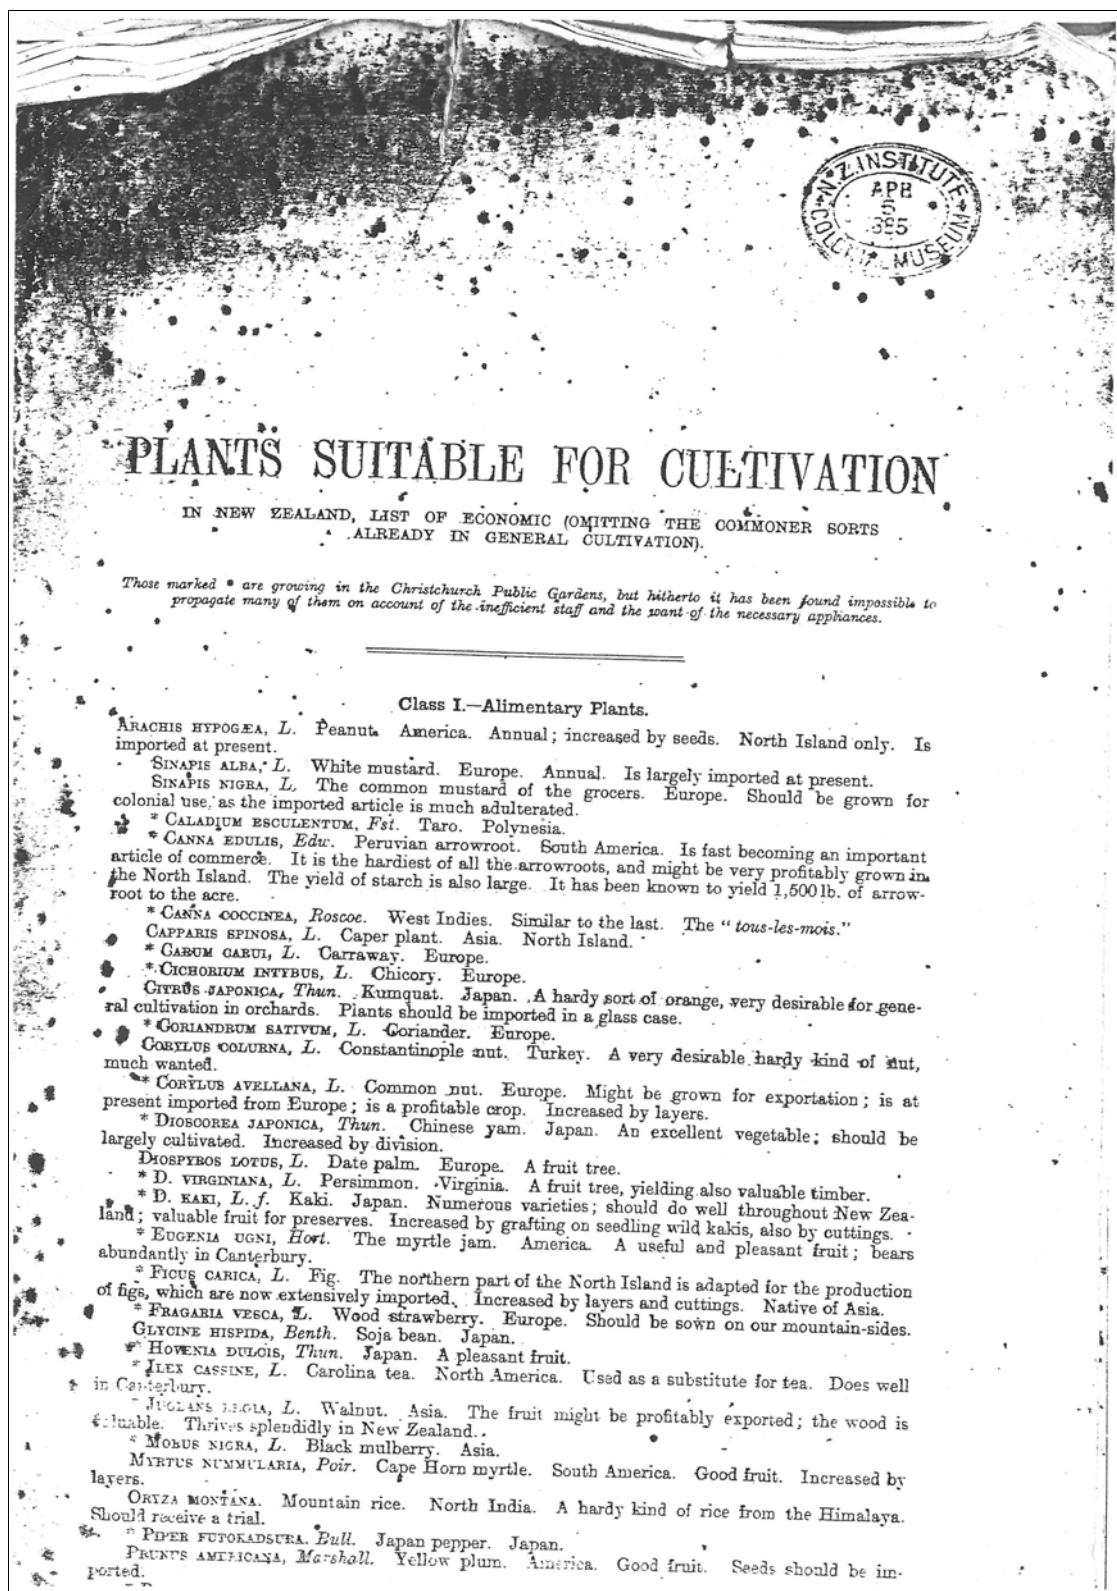 N.Z. INSTITUTE
APR
5
COLONIAL MUSEUM
PLANTS SUITABLE FOR CULTIVATION
IN NEW ZEALAND, LIST OF ECONOMIC (OMITTING THE COMMONER SORTS
ALREADY IN GENERAL CULTIVATION).
Those marked * are growing in the Christchurch Public Gardens, but hitherto it has been found impossible to
propagate many of them on account of the inefficient staff and the want of the necessary appliances.
Class I.—Alimentary Plants.
ARACHIS HYPOGÆA, L. Peanut. America. Annual; increased by seeds. North Island only. Is
imported at present.
SINAPIS ALBA, L. White mustard. Europe. Annual. Is largely imported at present.
SINAPIS NIGRA, L. The common mustard of the grocers. Europe. Should be grown for
colonial use, as the imported article is much adulterated.
* CALADIUM ESCULENTUM, Fst. Taro. Polynesia.
* CANNA EDULIS, Edw. Peruvian arrowroot. South America. Is fast becoming an important
article of commerce. It is the hardiest of all the arrowroots, and might be very profitably grown in
the North Island. The yield of starch is also large. It has been known to yield 1,500 lb. of arrow-
root to the acre.
* CANNA COCCINEA, Roscoe. West Indies. Similar to the last. The "tous-les-mois."
CAPPARIS SPINOSA, L. Caper plant. Asia. North Island.
* CARUM CARUI, L. Carraway. Europe.
* CICHORIUM INTYBUS, L. Chicory. Europe.
CITRUS JAPONICA, Thun. Kumquat. Japan. A hardy sort of orange, very desirable for gene-
ral cultivation in orchards. Plants should be imported in a glass case.
* CORIANDRUM SATIVUM, L. Coriander. Europe.
CORYLUS COLURNA, L. Constantinople nut. Turkey. A very desirable hardy kind of nut,
much wanted.
* CORYLUS AVELLANA, L. Common nut. Europe. Might be grown for exportation; is at
present imported from Europe; is a profitable crop. Increased by layers.
* DIOSCOREA JAPONICA, Thun. Chinese yam. Japan. An excellent vegetable; should be
largely cultivated. Increased by division.
DIOSPYROS LOTUS, L. Date palm. Europe. A fruit tree.
* D. VIRGINIANA, L. Persimmon. Virginia. A fruit tree, yielding also valuable timber.
* D. KAKI, L. f. Kaki. Japan. Numerous varieties; should do well throughout New Zea-
land; valuable fruit for preserves. Increased by grafting on seedling wild kakis, also by cuttings.
* EUGENIA UGNI, Hort. The myrtle jam. America. A useful and pleasant fruit; bears
abundantly in Canterbury.
* FICUS CARICA, L. Fig. The northern part of the North Island is adapted for the production
of figs, which are now extensively imported. Increased by layers and cuttings. Native of Asia.
* FRAGARIA VESCA, L. Wood strawberry. Europe. Should be sown on our mountain-sides.
GLYCINE HISPIDA, Benth. Soja bean. Japan.
* HOVENIA DULCIS, Thun. Japan. A pleasant fruit.
* ILEX CASSINE, L. Carolina tea. North America. Used as a substitute for tea. Does well
in Canterbury.
* JUGLANS REGIA, L. Walnut. Asia. The fruit might be profitably exported; the wood is
valuable. Thrives splendidly in New Zealand.
* MORUS NIGRA, L. Black mulberry. Asia.
MYRTUS NUMMULARIA, Poir. Cape Horn myrtle. South America. Good fruit. Increased by
layers.
ORYZA MONTANA. Mountain rice. North India. A hardy kind of rice from the Himalaya.
Should receive a trial.
* PIPER FUTOKADSURA. Bull. Japan pepper. Japan.
PRUNUS AMERICANA, Marshall. Yellow plum. America. Good fruit. Seeds should be im-
ported.